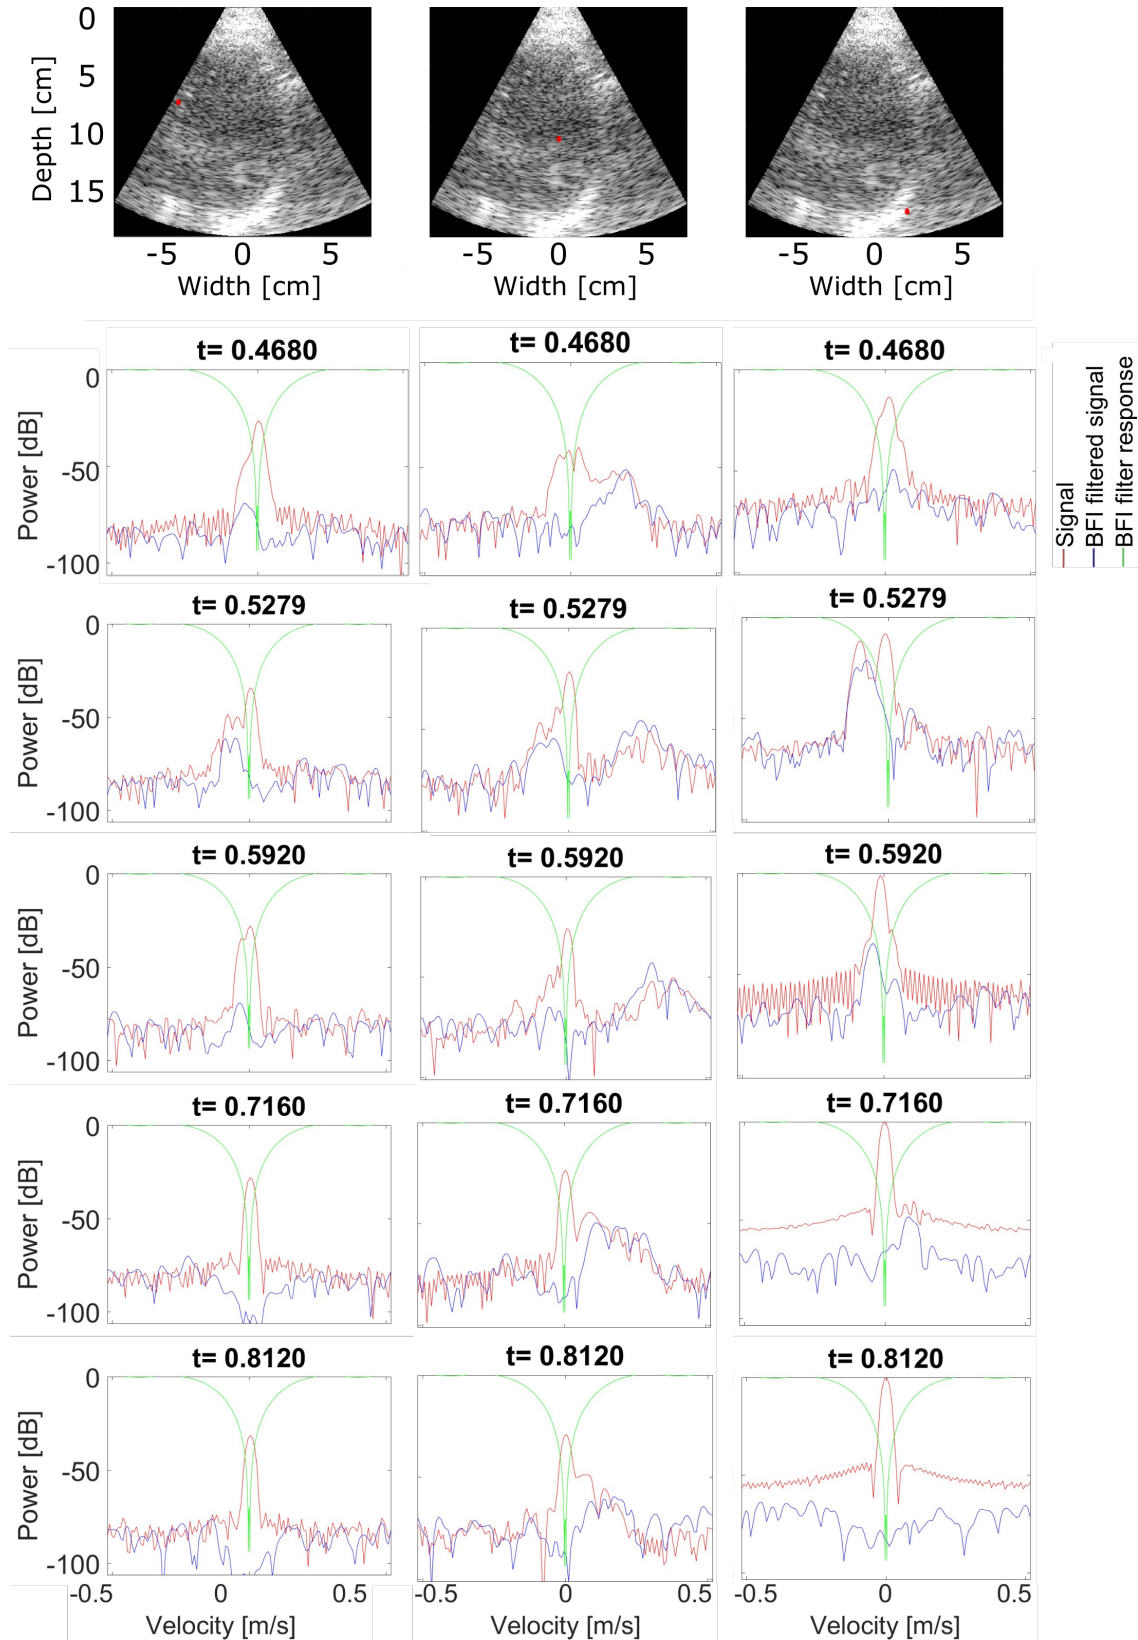 0
5
10
15
Depth [cm]
-5 0 5 -5 0 5 -5 0 5
Width [cm] Width [cm] Width [cm]
t= 0.4680 t= 0.4680 t= 0.4680
0
-50
-100
Power [dB]
Signal
BFI filtered signal
BFI filter response
t= 0.5279 t= 0.5279 t= 0.5279
0
-50
-100
Power [dB]
t= 0.5920 t= 0.5920 t= 0.5920
0
-50
-100
Power [dB]
t= 0.7160 t= 0.7160 t= 0.7160
0
-50
-100
Power [dB]
t= 0.8120 t= 0.8120 t= 0.8120
0
-50
-100
Power [dB]
-0.5 0 0.5 -0.5 0 0.5 -0.5 0 0.5
Velocity [m/s] Velocity [m/s] Velocity [m/s]